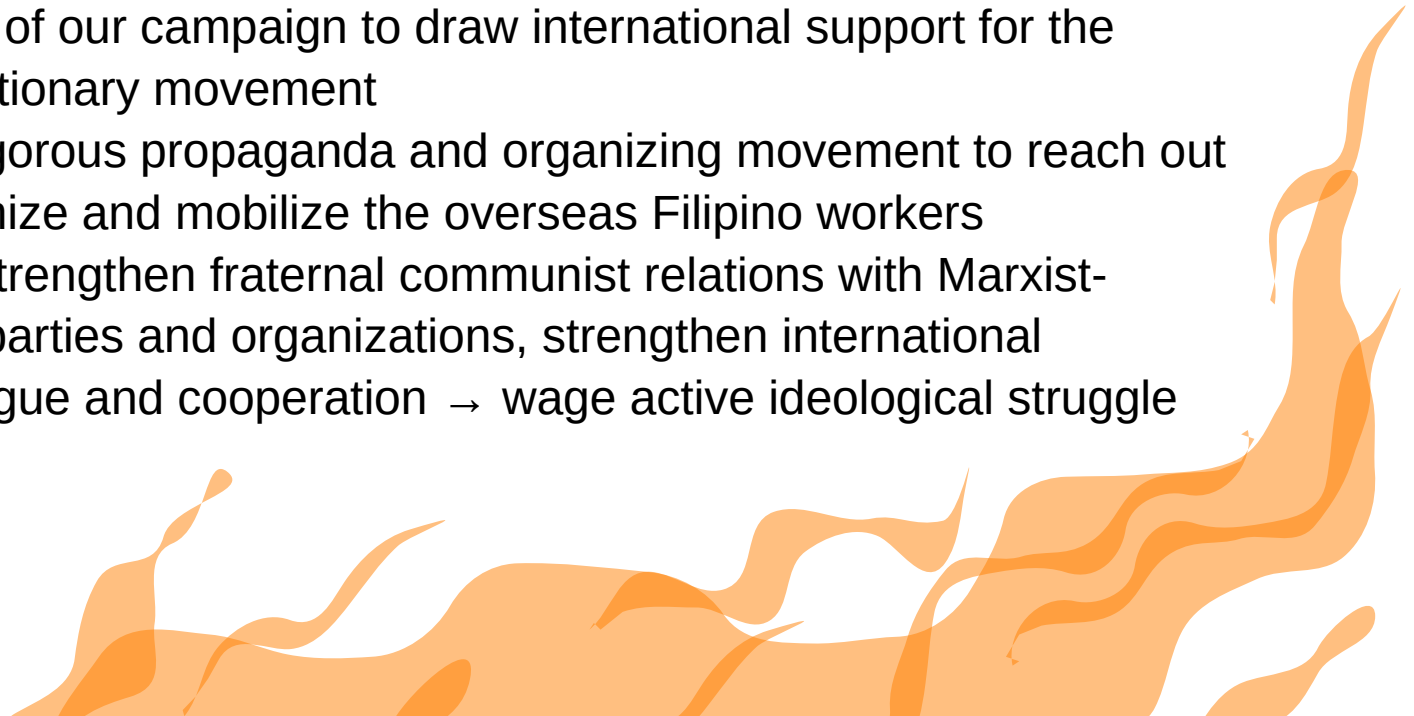 of our campaign to draw international support for the
tionary movement
gorous propaganda and organizing movement to reach out
nize and mobilize the overseas Filipino workers
trengthen fraternal communist relations with Marxist-
parties and organizations, strengthen international
gue and cooperation → wage active ideological struggle